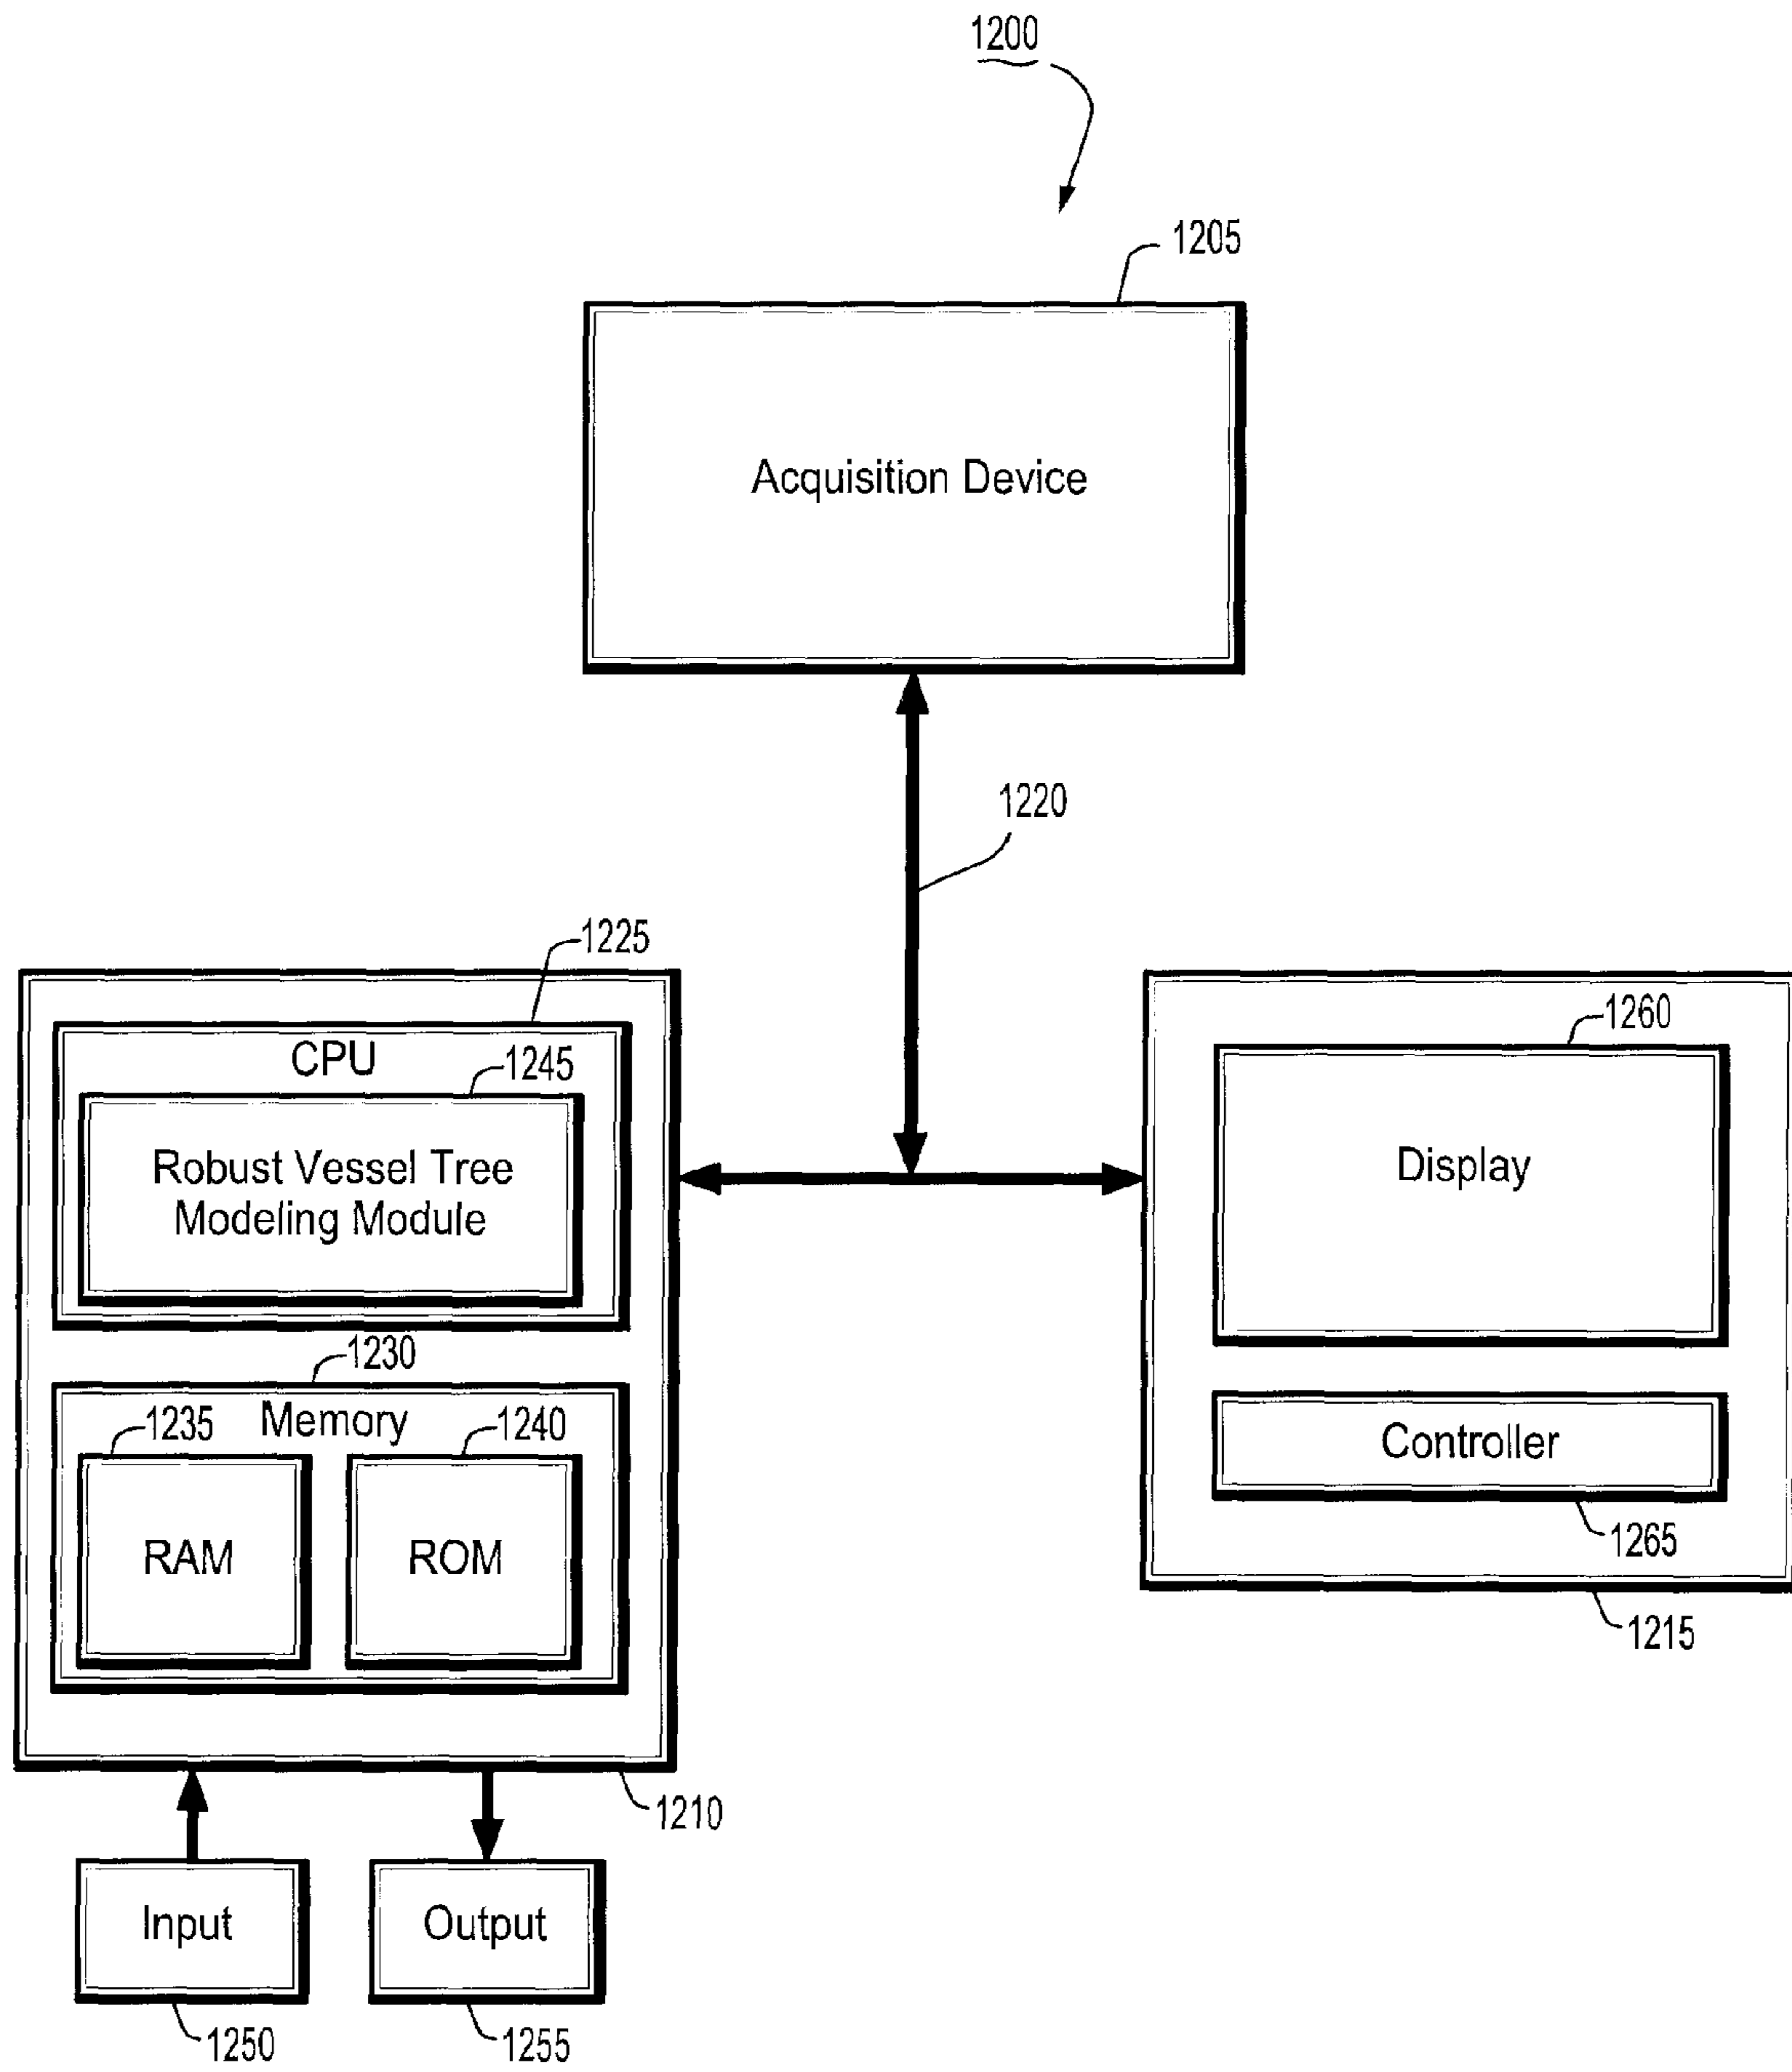 1200
1205
Acquisition Device
1220
1225
CPU
1245
Robust Vessel Tree
Modeling Module
1230
Memory
1235
1240
RAM
ROM
1210
Input
Output
1250
1255
1260
Display
Controller
1265
1215